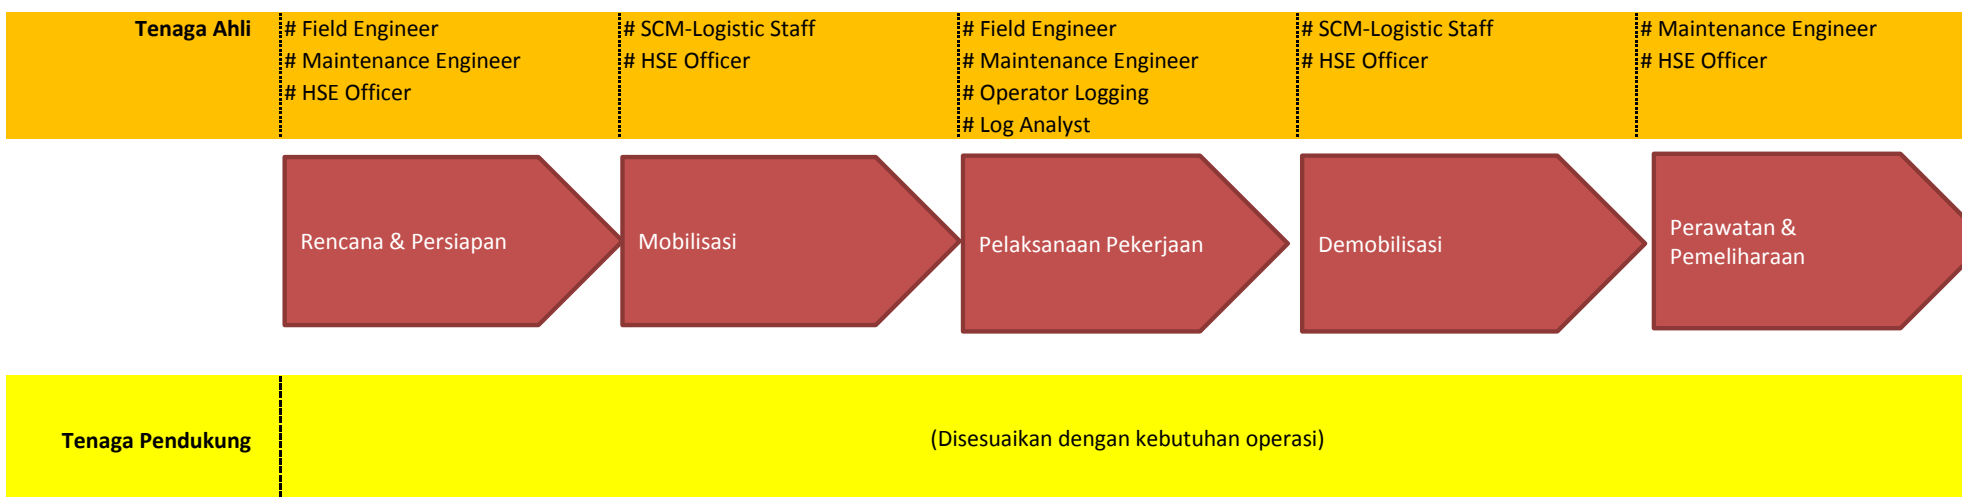 Tenaga Ahli
# Field Engineer
# Maintenance Engineer
# HSE Officer
# SCM-Logistic Staff
# HSE Officer
# Field Engineer
# Maintenance Engineer
# Operator Logging
# Log Analyst
# SCM-Logistic Staff
# HSE Officer
# Maintenance Engineer
# HSE Officer
Rencana & Persiapan
Mobilisasi
Pelaksanaan Pekerjaan
Demobilisasi
Perawatan &
Pemeliharaan
Tenaga Pendukung
(Disesuaikan dengan kebutuhan operasi)